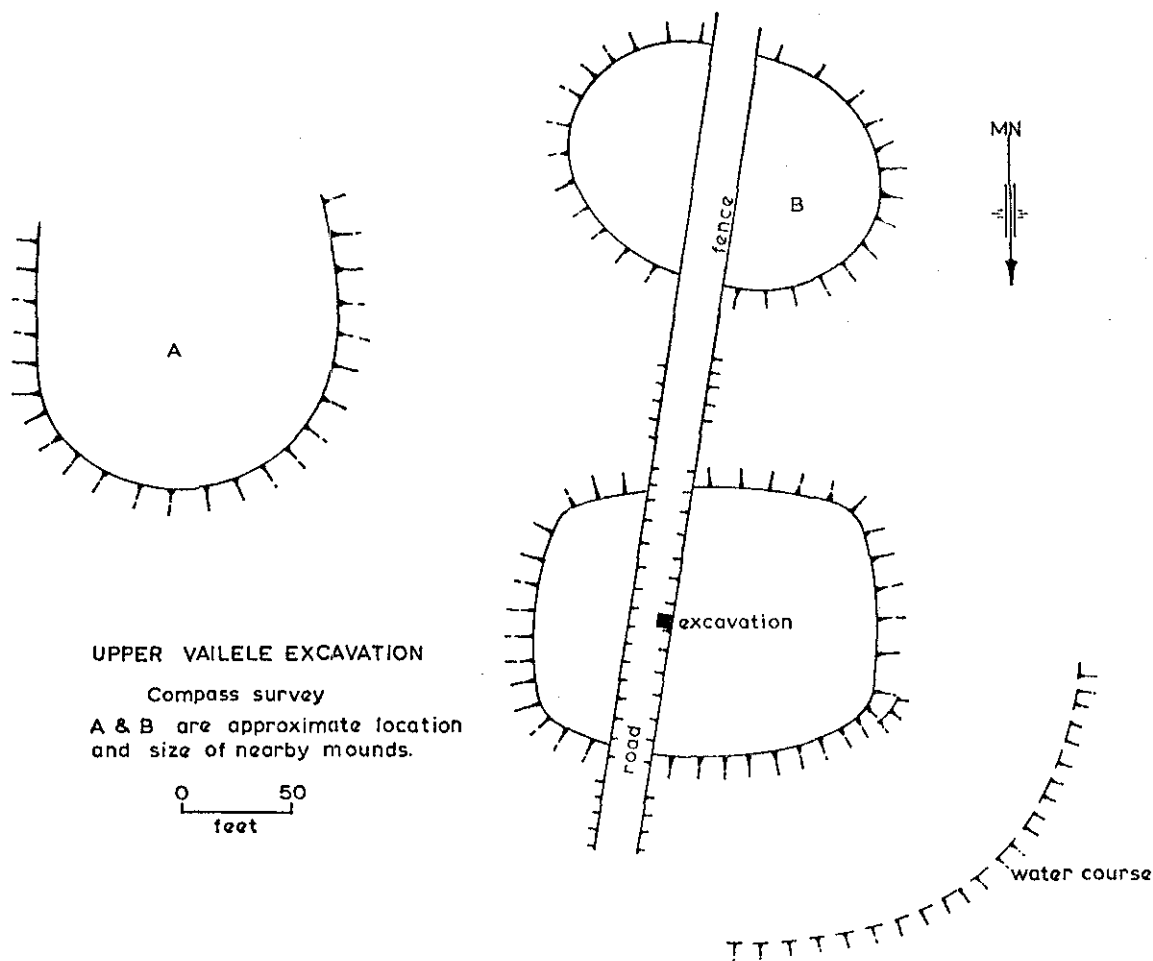 MN
fence
B
A
excavation
UPPER VAILELE EXCAVATION
Compass survey
A & B are approximate location
and size of nearby mounds.
0 50
feet
road
water course